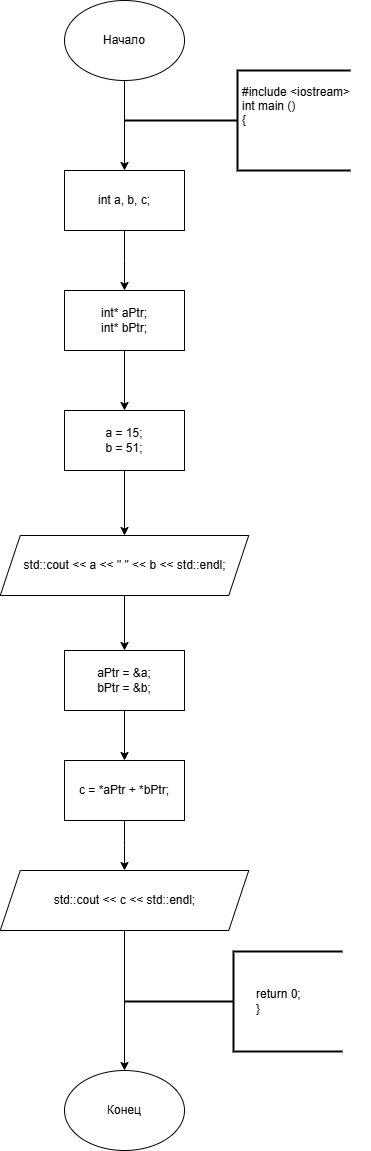 Начало
#include <iostream>
int main ()
{
int a, b, c;
int* aPtr;
int* bPtr;
a = 15;
b = 51;
std::cout << a << " " << b << std::endl;
aPtr = &a;
bPtr = &b;
c = *aPtr + *bPtr;
std::cout << c << std::endl;
return 0;
}
Конец